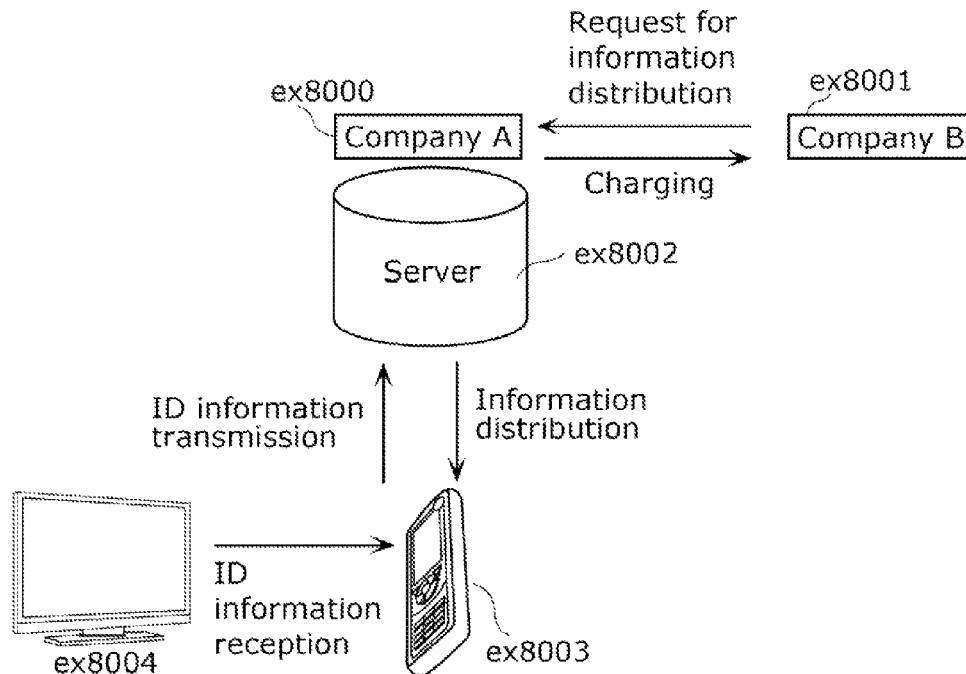 Request for
information
distribution
ex8000
ex8001
Company A
Company B
Charging
Server
ex8002
ID information
transmission
Information
distribution
ID
information
reception
ex8003
ex8004